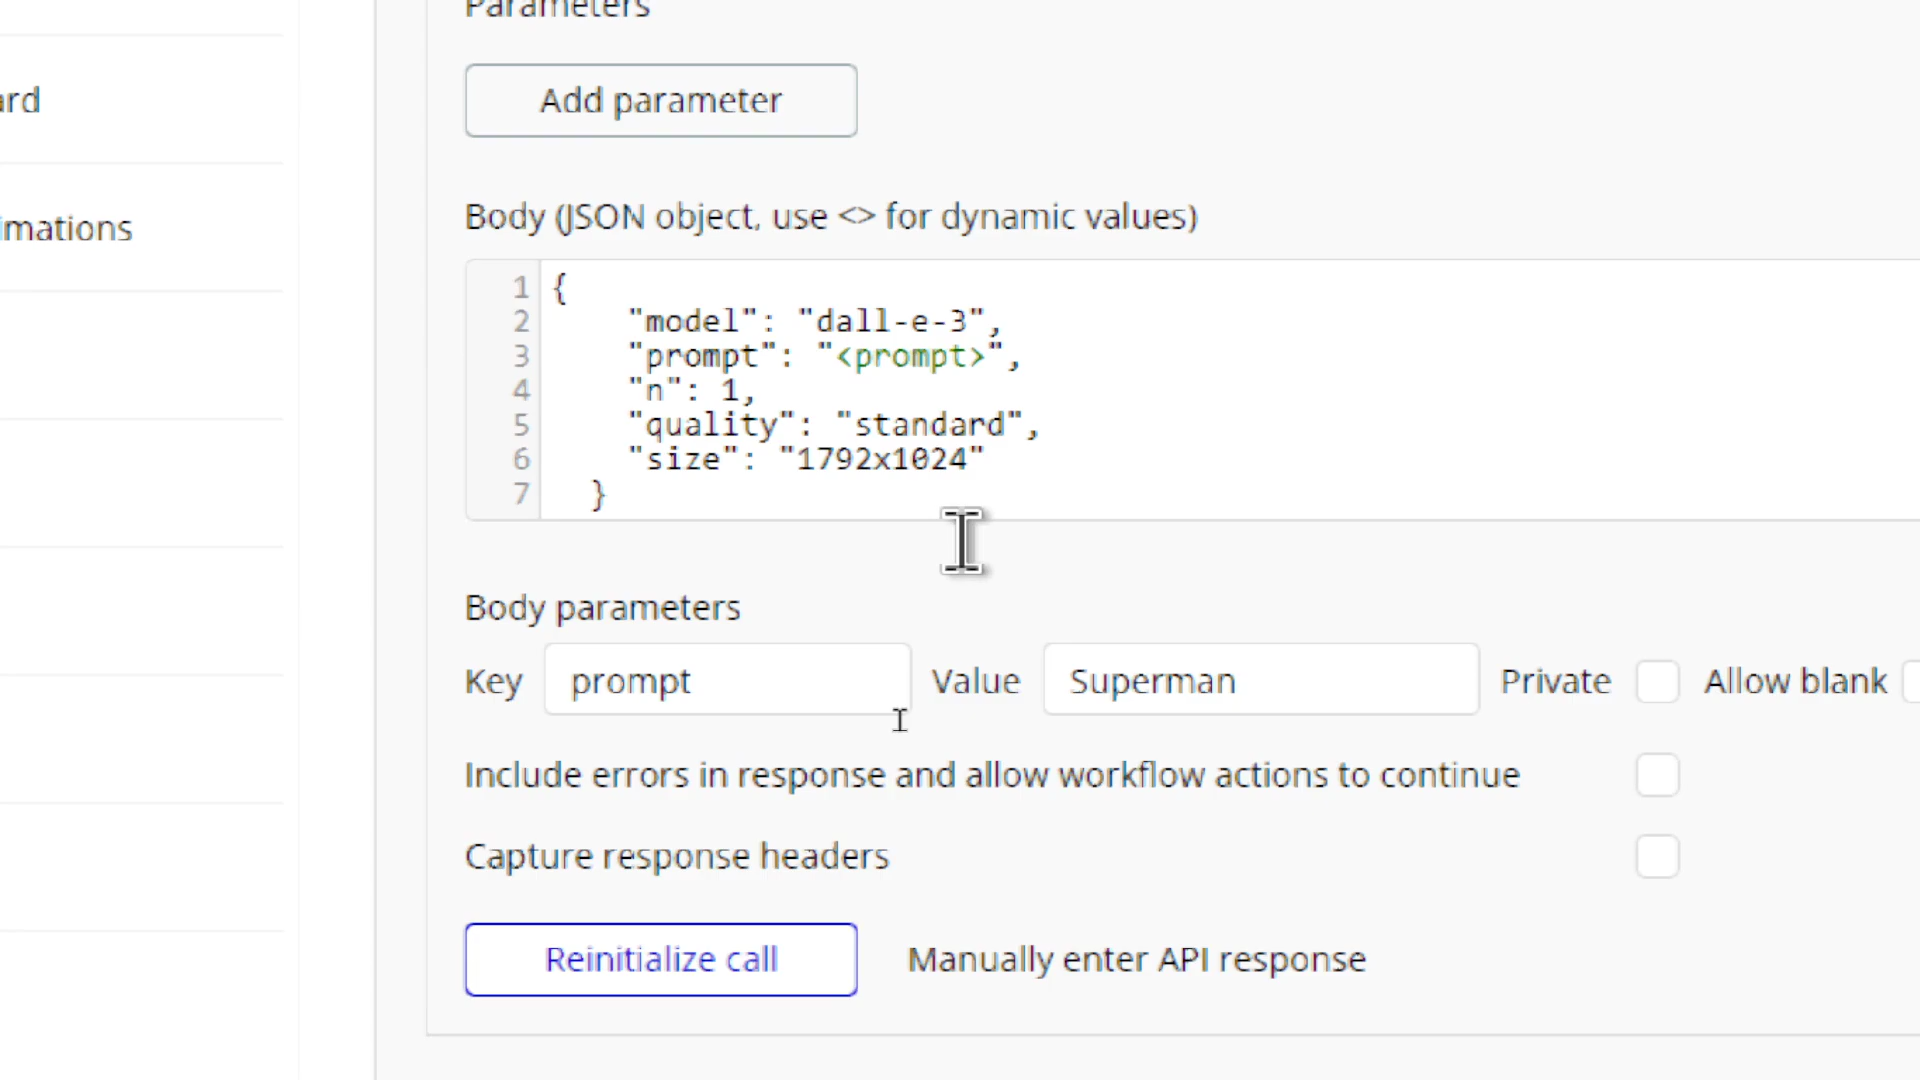 Parameters
ard
Add parameter
Body (JSON object, use <> for dynamic values)
imations
1 {
2 "model": "dall-e-3",
3 "prompt": "<prompt>",
4 "n": 1,
5 "quality": "standard",
6 "size": "1792x1024"
7 }
Body parameters
Key prompt Value Superman Private Allow blank
Include errors in response and allow workflow actions to continue
Capture response headers
Reinitialize call Manually enter API response